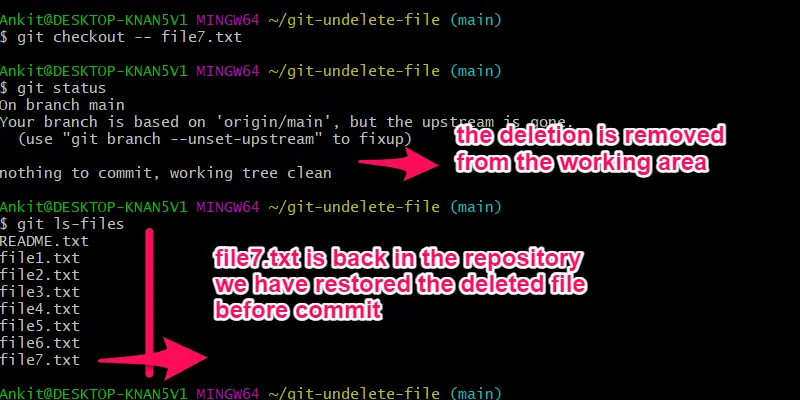 Ankit@DESKTOP-KNAN5V1 MINGW64 ~/git-undelete-file (main)
$ git checkout -- file7.txt
Ankit@DESKTOP-KNAN5V1 MINGW64 ~/git-undelete-file (main)
$ git status
On branch main
Your branch is based on 'origin/main', but the upstream is gone.
(use "git branch --unset-upstream" to fixup)
the deletion is removed
from the working area
nothing to commit, working tree clean
Ankit@DESKTOP-KNAN5V1 MINGW64 ~/git-undelete-file (main)
$ git ls-files
README.txt
file1.txt
file2.txt
file3.txt
file4.txt
file5.txt
file6.txt
file7.txt
file7.txt is back in the repository
we have restored the deleted file
before commit
Ankit@DESKTOP-KNAN5V1 MINGW64 ~/git-undelete-file (main)